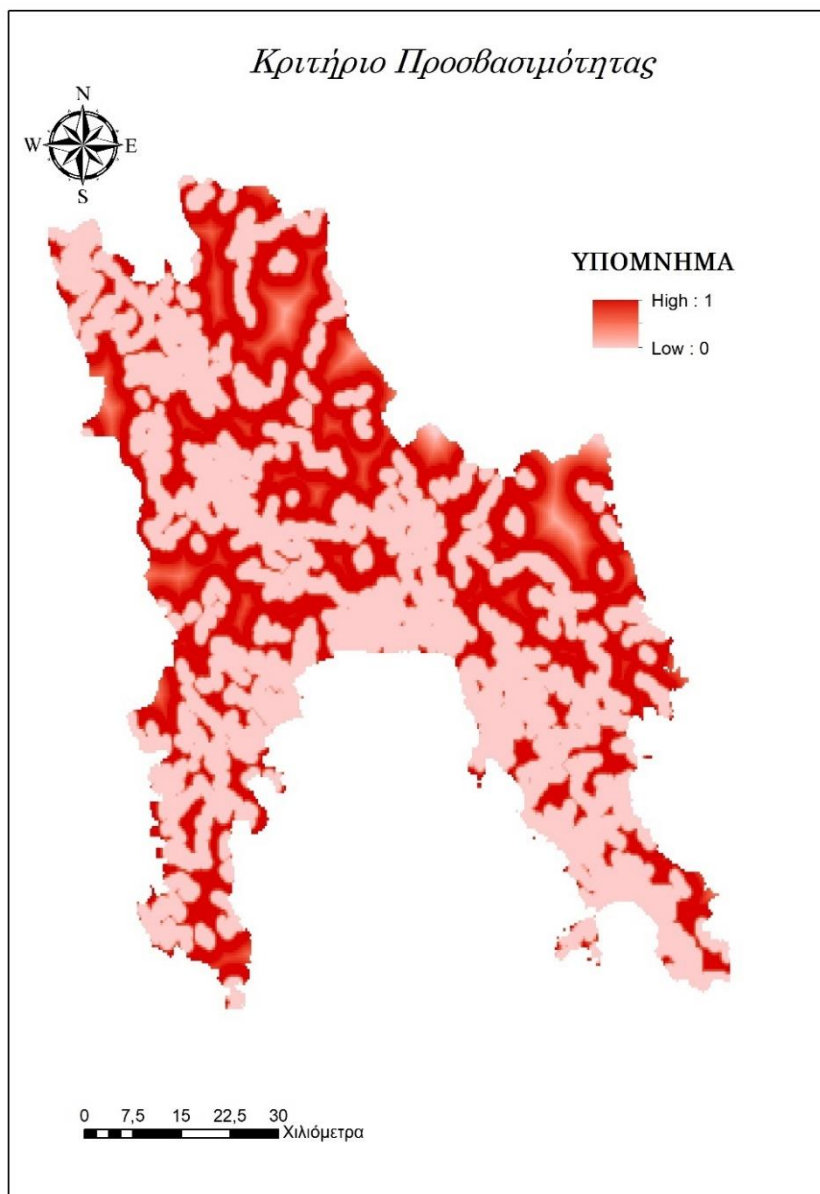 Κριτήριο Προσβασιμότητας
N
W E
S
ΥΠΟΜΝΗΜΑ
High : 1
Low : 0
0 7,5 15 22,5 30
Χιλιόμετρα